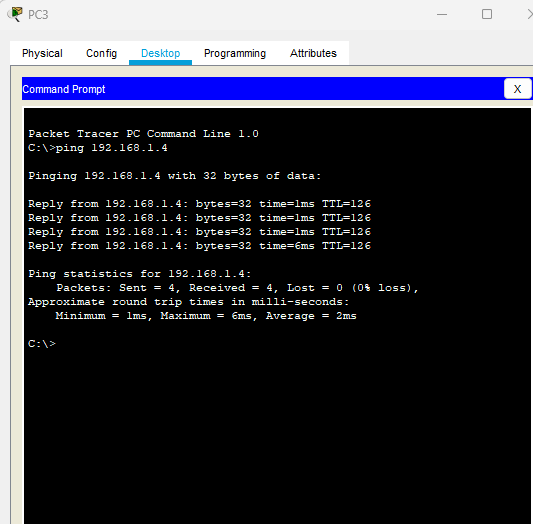 PC3
Physical Config Desktop Programming Attributes
Command Prompt
X
Packet Tracer PC Command Line 1.0
C:\>ping 192.168.1.4
Pinging 192.168.1.4 with 32 bytes of data:
Reply from 192.168.1.4: bytes=32 time=1ms TTL=126
Reply from 192.168.1.4: bytes=32 time=1ms TTL=126
Reply from 192.168.1.4: bytes=32 time=1ms TTL=126
Reply from 192.168.1.4: bytes=32 time=6ms TTL=126
Ping statistics for 192.168.1.4:
    Packets: Sent = 4, Received = 4, Lost = 0 (0% loss),
Approximate round trip times in milli-seconds:
    Minimum = 1ms, Maximum = 6ms, Average = 2ms
C:\>